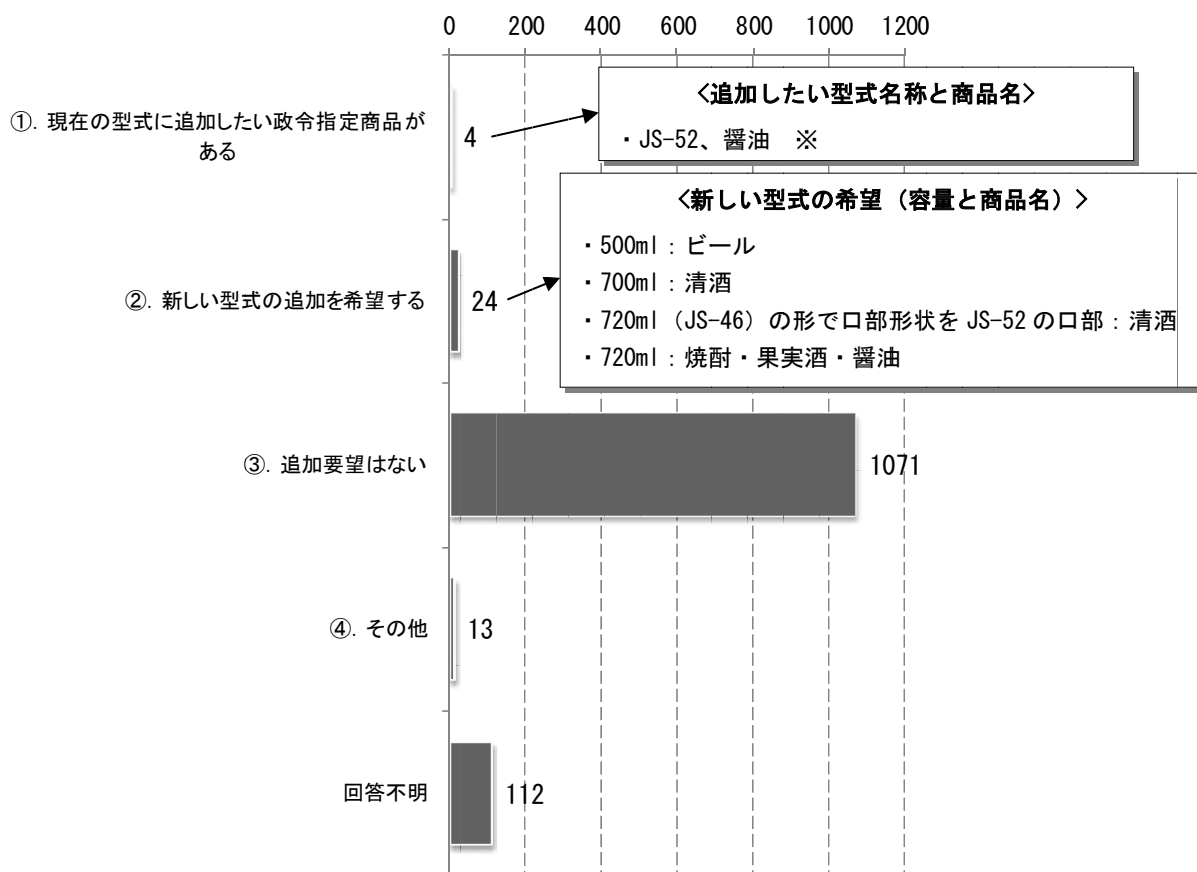 0 200 400 600 800 1000 1200
①. 現在の型式に追加したい政令指定商品が
ある
4
<追加したい型式名称と商品名>
・JS-52、醤油 ※
②. 新しい型式の追加を希望する
24
<新しい型式の希望(容量と商品名)>
・500ml:ビール
・700ml:清酒
・720ml(JS-46)の形で口部形状を JS-52 の口部:清酒
・720ml:焼酎・果実酒・醤油
③. 追加要望はない
1071
④. その他
13
回答不明
112